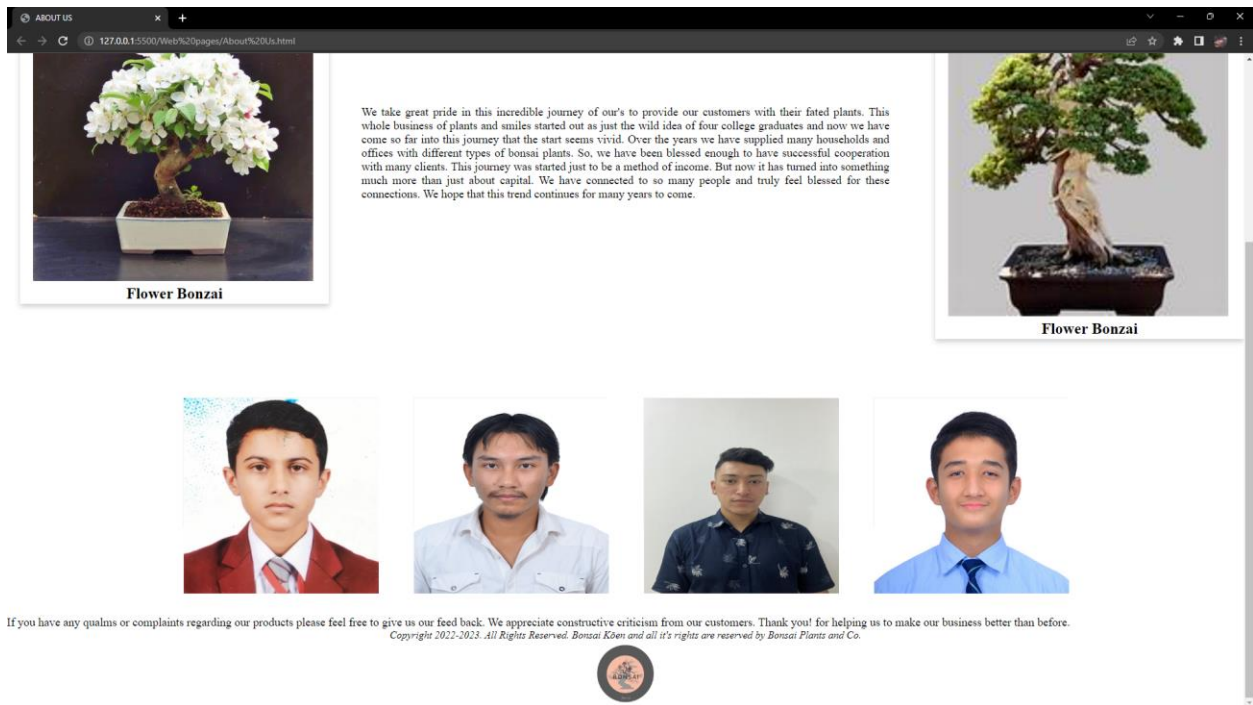 ABOUT US
127.0.0.1:5500/Web%20pages/About%20Us.html
We take great pride in this incredible journey of our's to provide our customers with their fated plants. This
whole business of plants and smiles started out as just the wild idea of four college graduates and now we have
come so far into this journey that the start seems vivid. Over the years we have supplied many households and
offices with different types of bonsai plants. So, we have been blessed enough to have successful cooperation
with many clients. This journey was started just to be a method of income. But now it has turned into something
much more than just about capital. We have connected to so many people and truly feel blessed for these
connections. We hope that this trend continues for many years to come.
Flower Bonzai
Flower Bonzai
If you have any qualms or complaints regarding our products please feel free to give us our feed back. We appreciate constructive criticism from our customers. Thank you! for helping us to make our business better than before.
Copyright 2022-2023. All Rights Reserved. Bonsai Kōen and all it's rights are reserved by Bonsai Plants and Co.
BONSAI